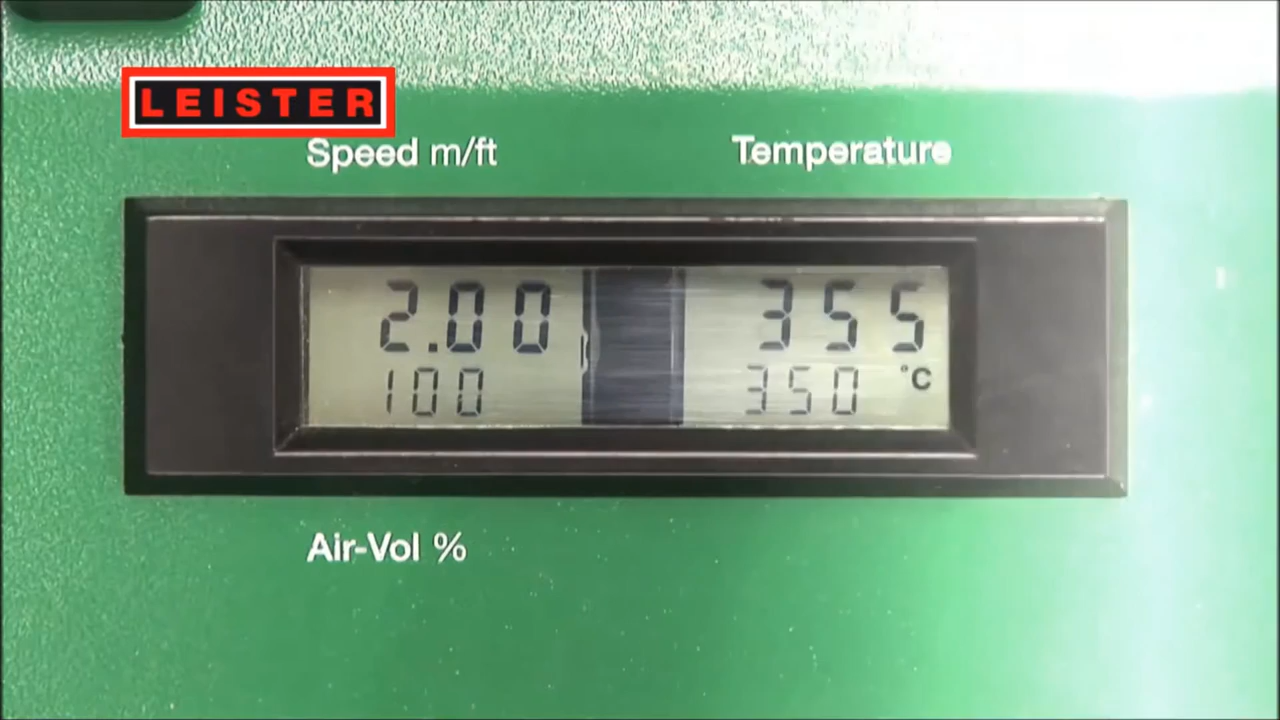 LEISTER
Speed m/ft Temperature
2.00 355
100 350 °C
Air-Vol %